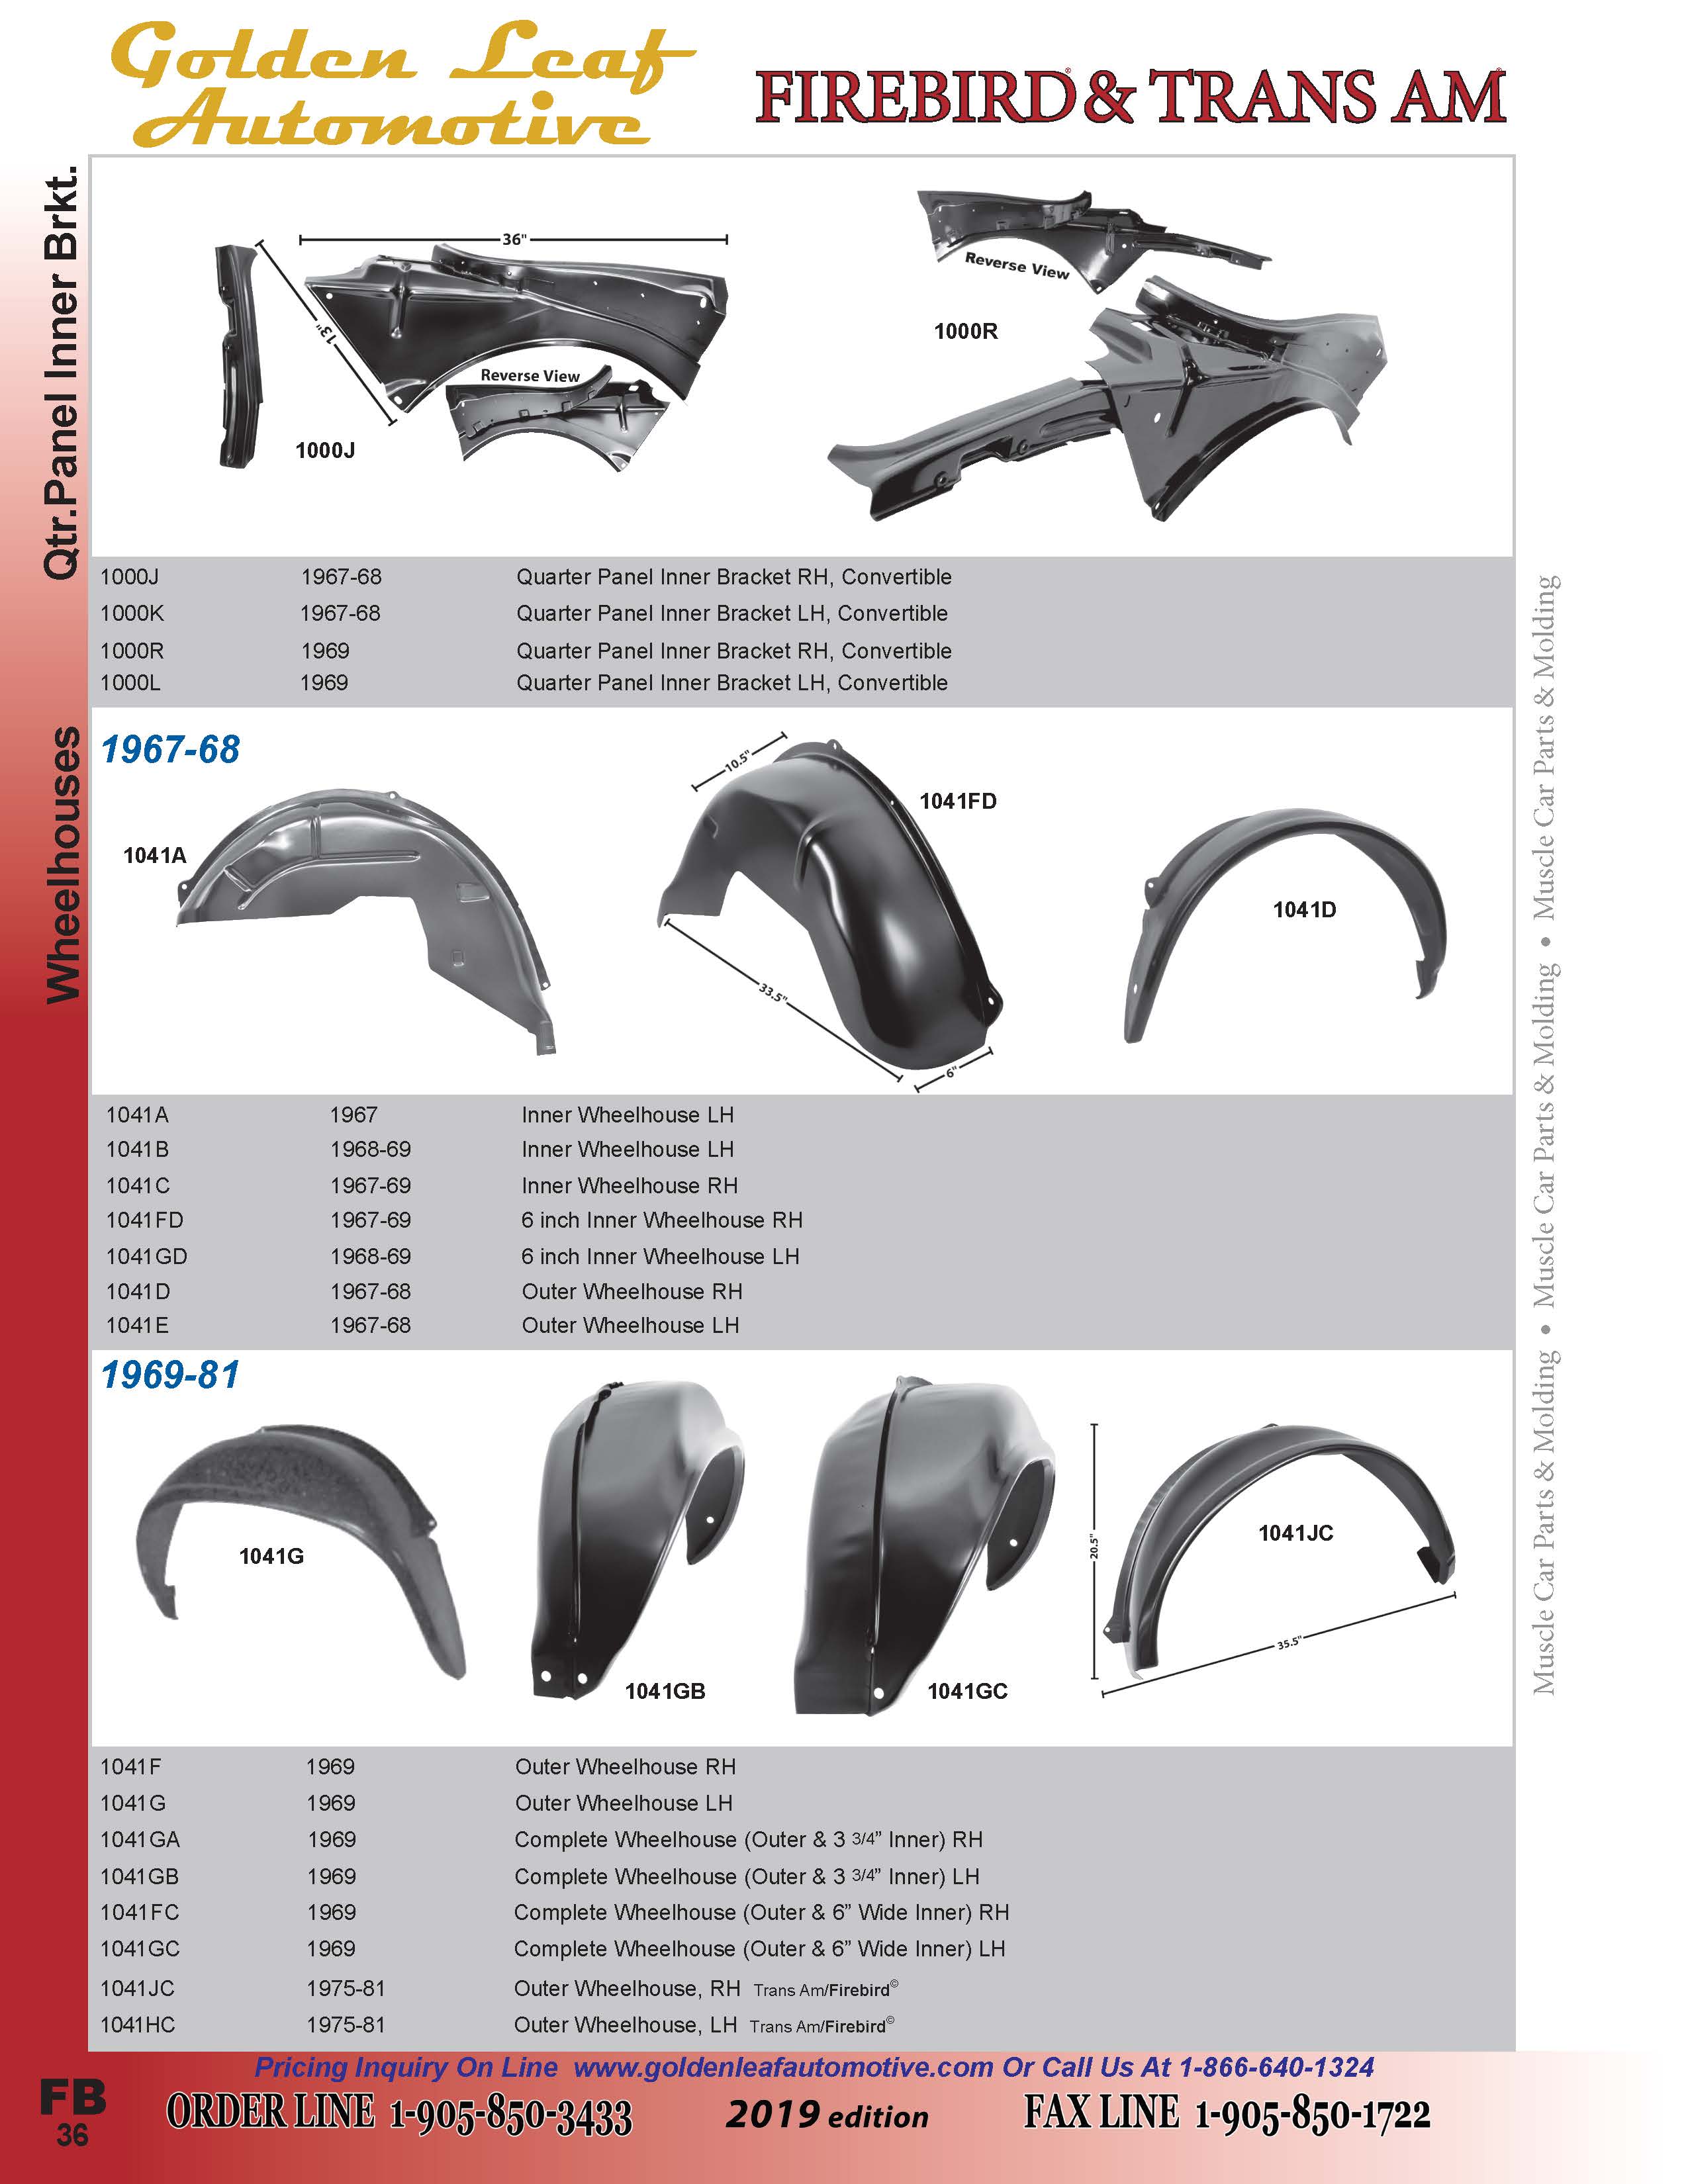 Golden Leaf
Automotive
FIREBIRD® & TRANS AM®
Qtr.Panel Inner Brkt.
36"
13"
Reverse View
1000J
Reverse View
1000R
1000J 1967-68 Quarter Panel Inner Bracket RH, Convertible
1000K 1967-68 Quarter Panel Inner Bracket LH, Convertible
1000R 1969 Quarter Panel Inner Bracket RH, Convertible
1000L 1969 Quarter Panel Inner Bracket LH, Convertible
Wheelhouses
1967-68
1041A
10.5"
1041FD
33.5"
6"
1041D
1041A 1967 Inner Wheelhouse LH
1041B 1968-69 Inner Wheelhouse LH
1041C 1967-69 Inner Wheelhouse RH
1041FD 1967-69 6 inch Inner Wheelhouse RH
1041GD 1968-69 6 inch Inner Wheelhouse LH
1041D 1967-68 Outer Wheelhouse RH
1041E 1967-68 Outer Wheelhouse LH
1969-81
1041G
1041GB
1041GC
20.5"
1041JC
35.5"
1041F 1969 Outer Wheelhouse RH
1041G 1969 Outer Wheelhouse LH
1041GA 1969 Complete Wheelhouse (Outer & 3 3/4” Inner) RH
1041GB 1969 Complete Wheelhouse (Outer & 3 3/4” Inner) LH
1041FC 1969 Complete Wheelhouse (Outer & 6” Wide Inner) RH
1041GC 1969 Complete Wheelhouse (Outer & 6” Wide Inner) LH
1041JC 1975-81 Outer Wheelhouse, RH Trans Am/Firebird©
1041HC 1975-81 Outer Wheelhouse, LH Trans Am/Firebird©
Muscle Car Parts & Molding • Muscle Car Parts & Molding • Muscle Car Parts & Molding
Pricing Inquiry On Line www.goldenleafautomotive.com Or Call Us At 1-866-640-1324
FB
36
ORDER LINE 1-905-850-3433
2019 edition
FAX LINE 1-905-850-1722